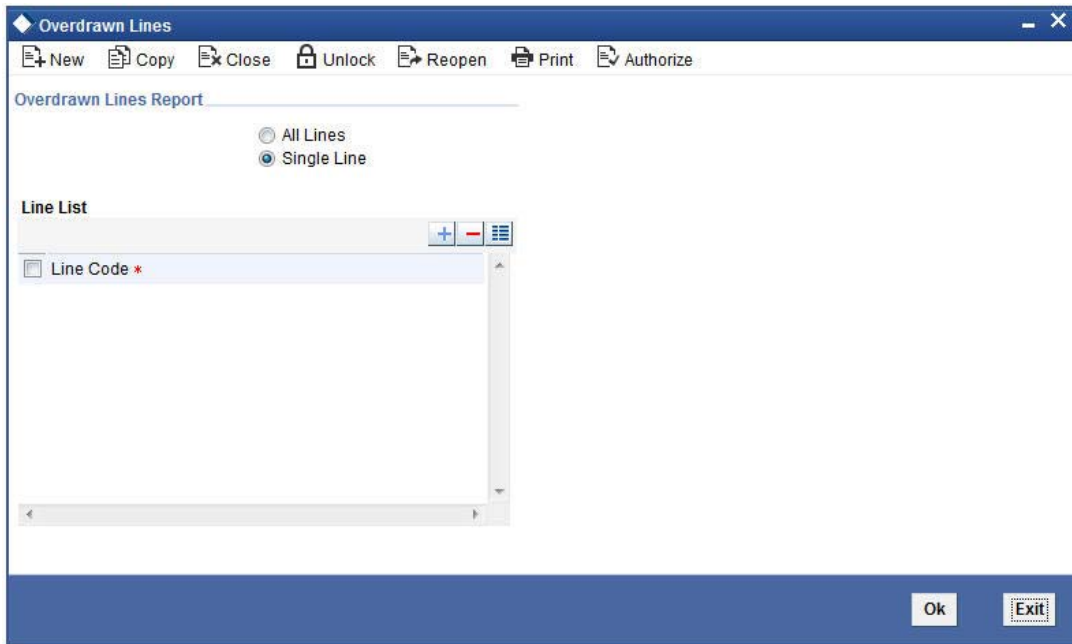 Overdrawn Lines
New Copy Close Unlock Reopen Print Authorize
Overdrawn Lines Report
All Lines
Single Line
Line List
Line Code *
Ok Exit